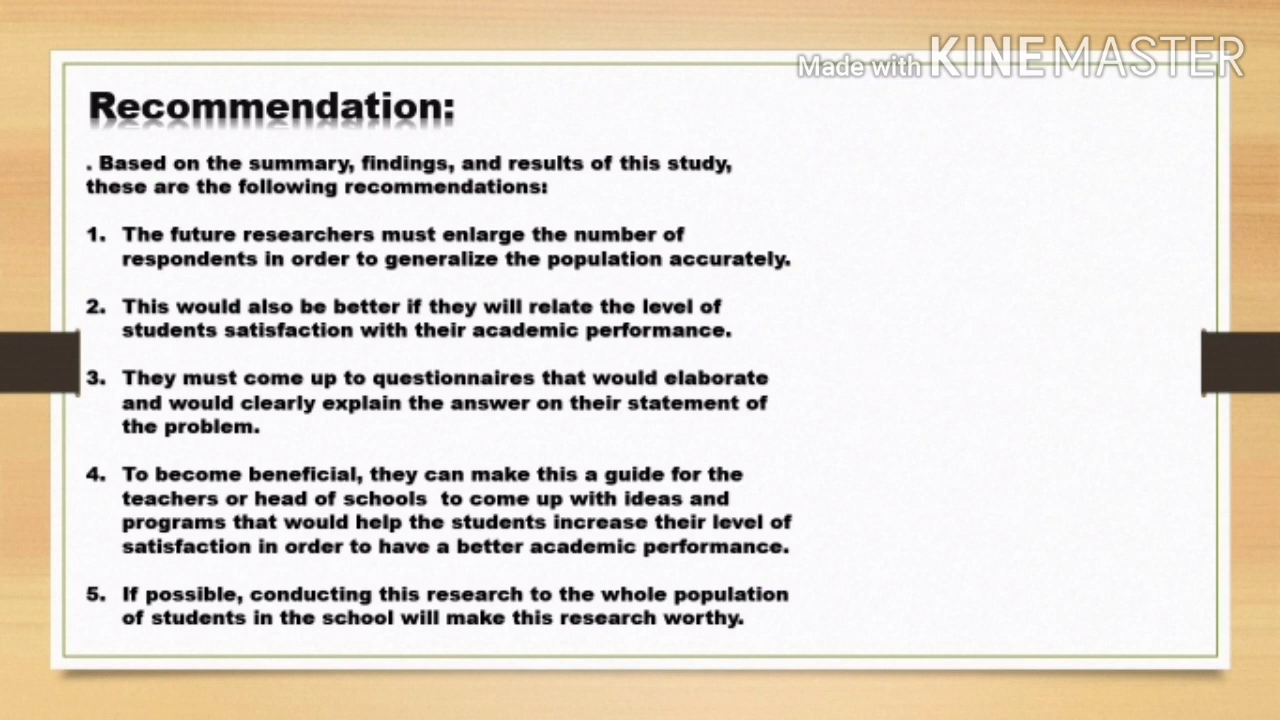 Made with KINEMASTER
Recommendation:
. Based on the summary, findings, and results of this study,
these are the following recommendations:
1. The future researchers must enlarge the number of
respondents in order to generalize the population accurately.
2. This would also be better if they will relate the level of
students satisfaction with their academic performance.
3. They must come up to questionnaires that would elaborate
and would clearly explain the answer on their statement of
the problem.
4. To become beneficial, they can make this a guide for the
teachers or head of schools  to come up with ideas and
programs that would help the students increase their level of
satisfaction in order to have a better academic performance.
5. If possible, conducting this research to the whole population
of students in the school will make this research worthy.